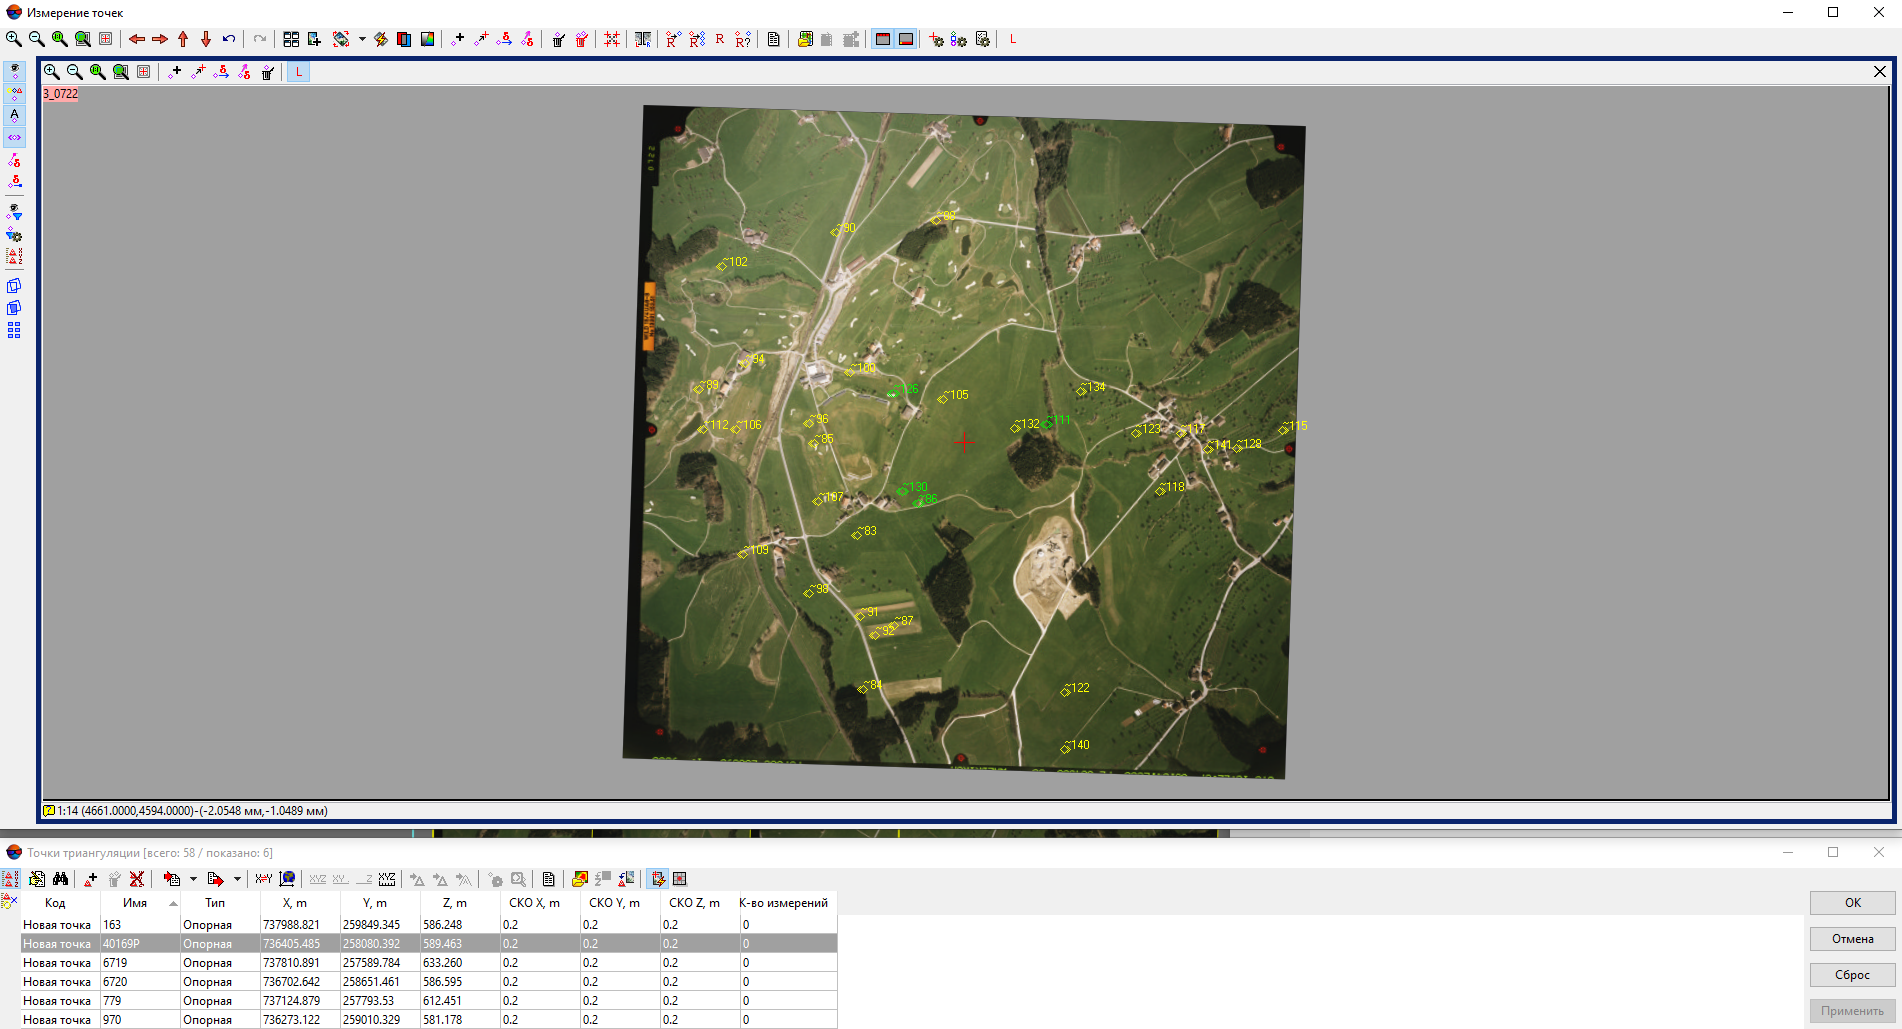 Измерение точек
R R R R?
L
A
L
3_0722
~90
~88
~102
~94
~100
~126
~89
~105
~134
~112
~106
~96
~132
~111
~85
~123
~117
~115
~141
~128
~107
~130
~86
~118
~83
~109
~98
~91
~87
~92
~84
~122
~140
1:14 (4661.0000,4594.0000)-(-2.0548 мм,-1.0489 мм)
Точки триангуляции [всего: 58 / показано: 6]
Код Имя Тип X, m Y, m Z, m СКО X, m СКО Y, m СКО Z, m К-во измерений
Новая точка 163 Опорная 737988.821 259849.345 586.248 0.2 0.2 0.2 0
Новая точка 40169P Опорная 736405.485 258080.392 589.463 0.2 0.2 0.2 0
Новая точка 6719 Опорная 737810.891 257589.784 633.260 0.2 0.2 0.2 0
Новая точка 6720 Опорная 736702.642 258651.461 586.595 0.2 0.2 0.2 0
Новая точка 779 Опорная 737124.879 257793.53 612.451 0.2 0.2 0.2 0
Новая точка 970 Опорная 736273.122 259010.329 581.178 0.2 0.2 0.2 0
OK
Отмена
Сброс
Применить